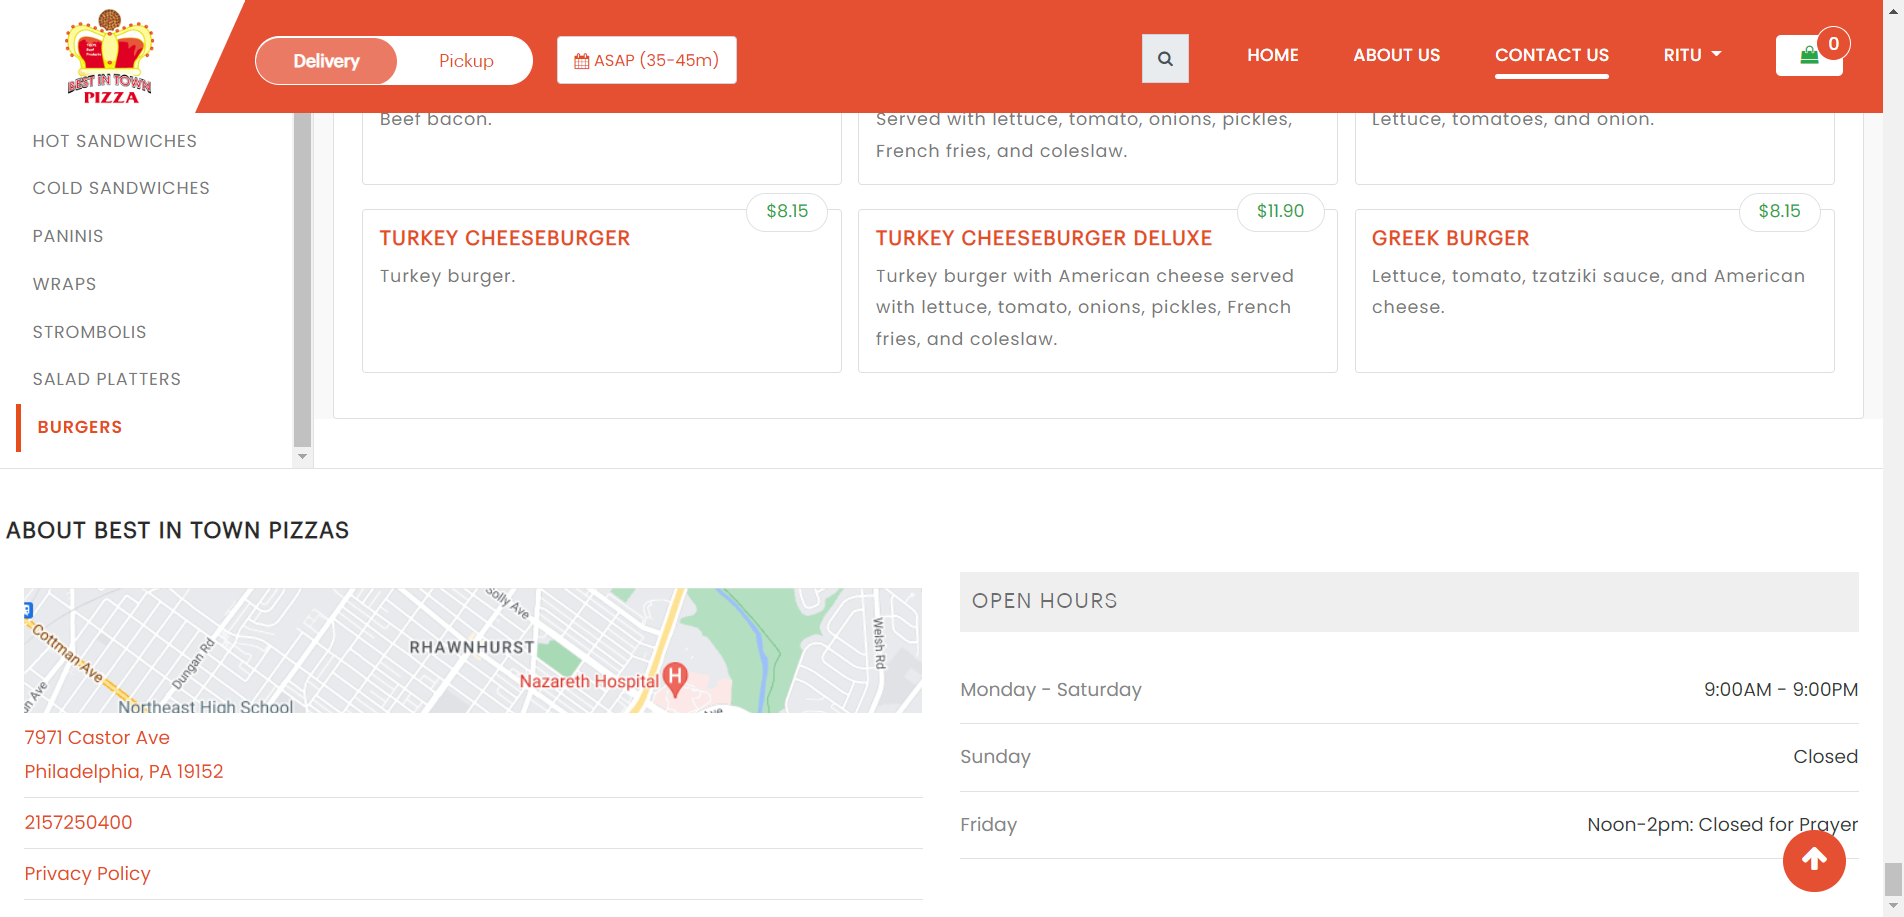 BEST IN TOWN
PIZZA
Delivery
Pickup
ASAP (35-45m)
HOME
ABOUT US
CONTACT US
RITU
0
HOT SANDWICHES
COLD SANDWICHES
PANINIS
WRAPS
STROMBOLIS
SALAD PLATTERS
BURGERS
Beef bacon.
Served with lettuce, tomato, onions, pickles,
French fries, and coleslaw.
Lettuce, tomatoes, and onion.
$8.15
TURKEY CHEESEBURGER
Turkey burger.
$11.90
TURKEY CHEESEBURGER DELUXE
Turkey burger with American cheese served
with lettuce, tomato, onions, pickles, French
fries, and coleslaw.
$8.15
GREEK BURGER
Lettuce, tomato, tzatziki sauce, and American
cheese.
ABOUT BEST IN TOWN PIZZAS
Solly Ave
Cottman Ave
Dungan Rd
RHAWNHURST
Welsh Rd
Nazareth Hospital
H
Northeast High School
7971 Castor Ave
Philadelphia, PA 19152
2157250400
Privacy Policy
OPEN HOURS
Monday - Saturday
9:00AM - 9:00PM
Sunday
Closed
Friday
Noon-2pm: Closed for Prayer